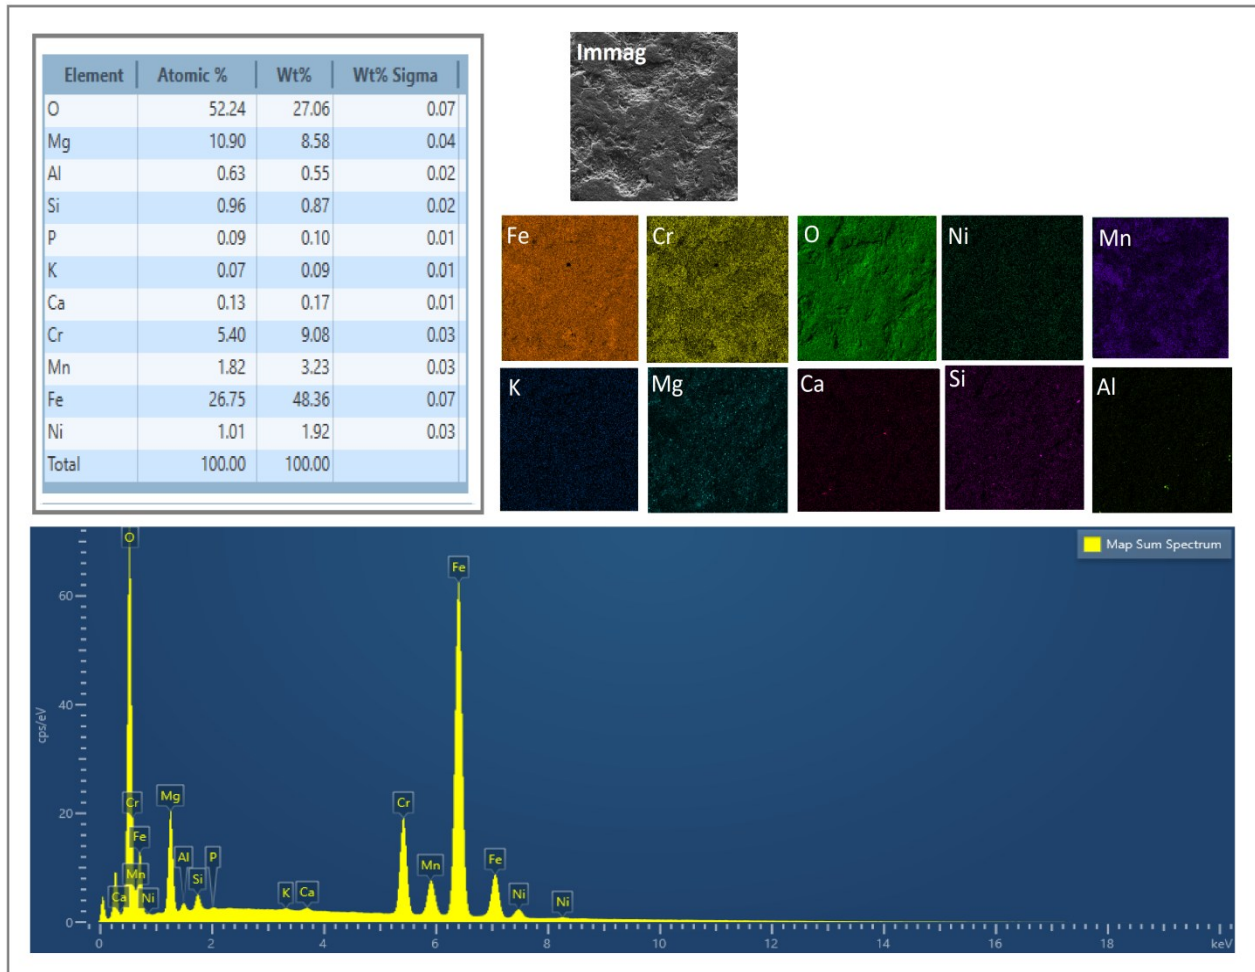 Element Atomic % Wt% Wt% Sigma
O 52.24 27.06 0.07
Mg 10.90 8.58 0.04
Al 0.63 0.55 0.02
Si 0.96 0.87 0.02
P 0.09 0.10 0.01
K 0.07 0.09 0.01
Ca 0.13 0.17 0.01
Cr 5.40 9.08 0.03
Mn 1.82 3.23 0.03
Fe 26.75 48.36 0.07
Ni 1.01 1.92 0.03
Total 100.00 100.00
Immag
Fe Cr O Ni Mn
K Mg Ca Si Al
Map Sum Spectrum
O
Fe
60
40
cps/eV
20
Cr Mg Cr
Fe Al P Mn
Mn Si Fe
Ca Ni K Ca Ni Ni
0
0 2 4 6 8 10 12 14 16 18 keV